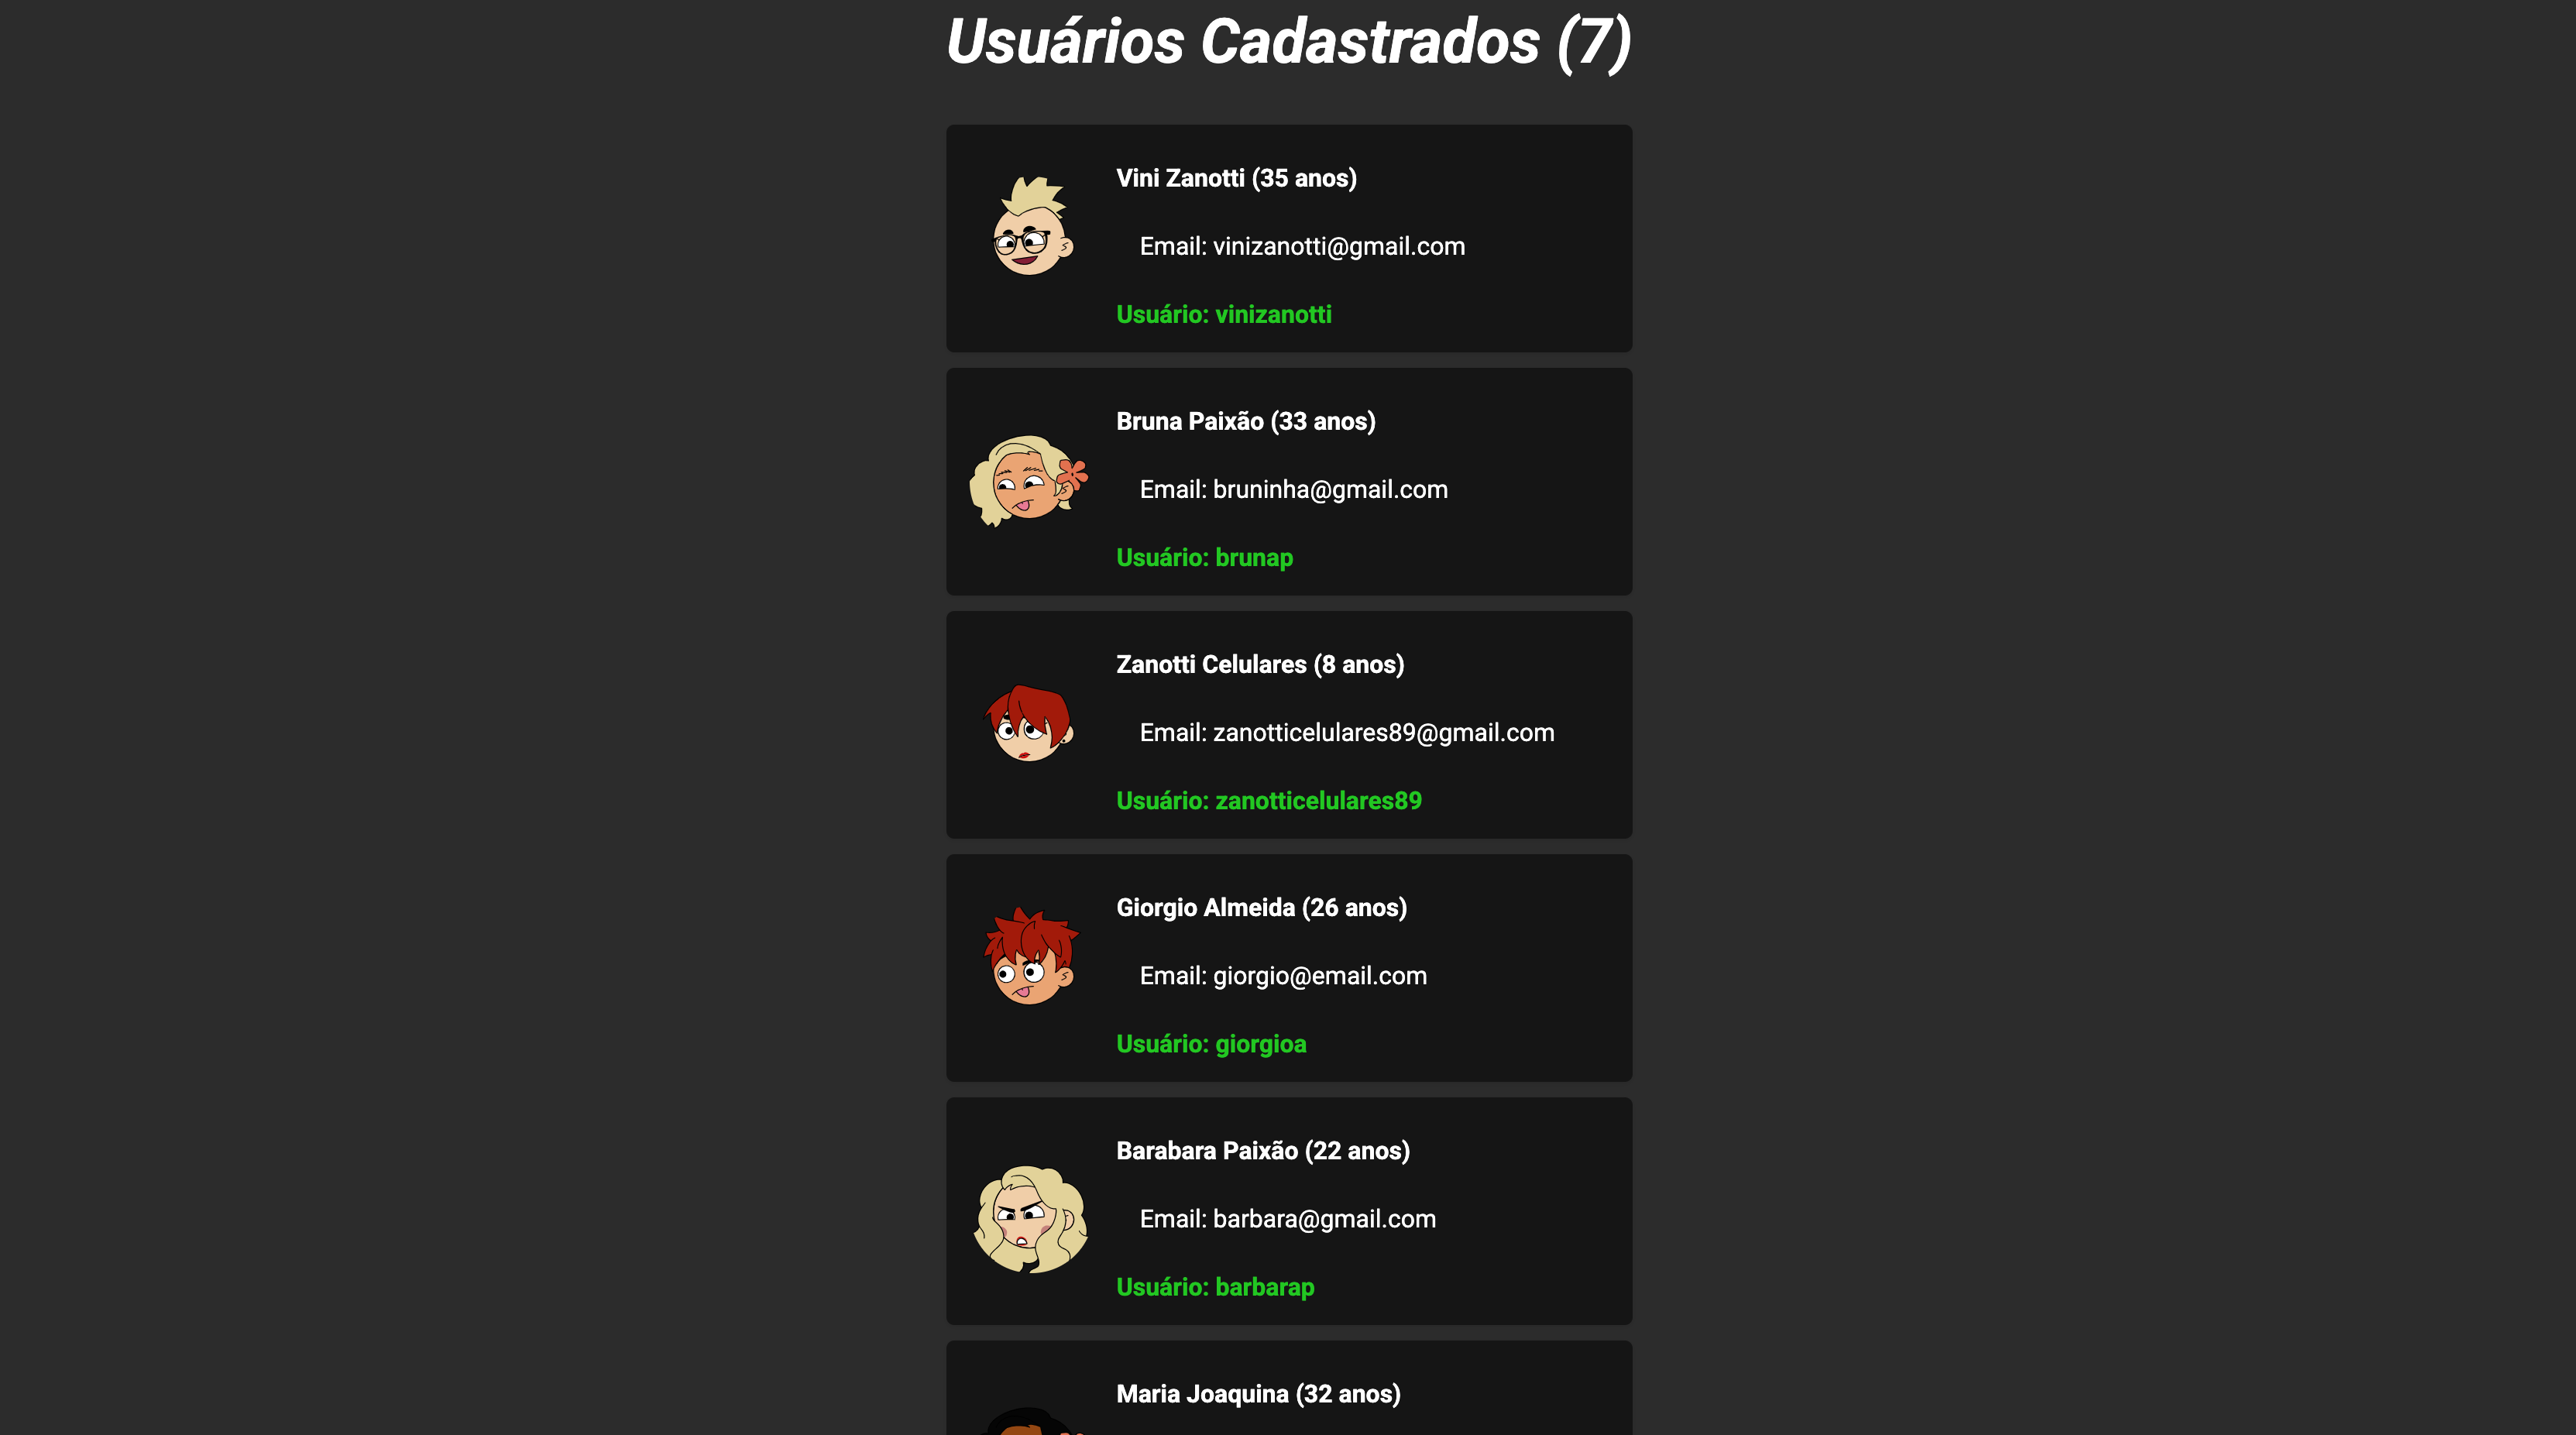 Usuários Cadastrados (7)
Vini Zanotti (35 anos)
Email: vinizanotti@gmail.com
Usuário: vinizanotti
Bruna Paixão (33 anos)
Email: bruninha@gmail.com
Usuário: brunap
Zanotti Celulares (8 anos)
Email: zanotticelulares89@gmail.com
Usuário: zanotticelulares89
Giorgio Almeida (26 anos)
Email: giorgio@email.com
Usuário: giorgioa
Barabara Paixão (22 anos)
Email: barbara@gmail.com
Usuário: barbarap
Maria Joaquina (32 anos)